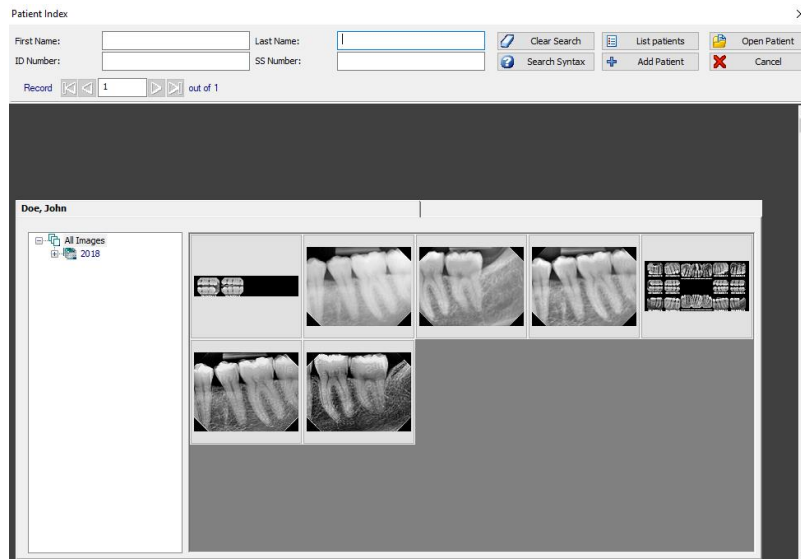 Patient Index
First Name:
Last Name:
Clear Search
List patients
Open Patient
ID Number:
SS Number:
Search Syntax
Add Patient
Cancel
Record
1
out of 1
Doe, John
All Images
2018